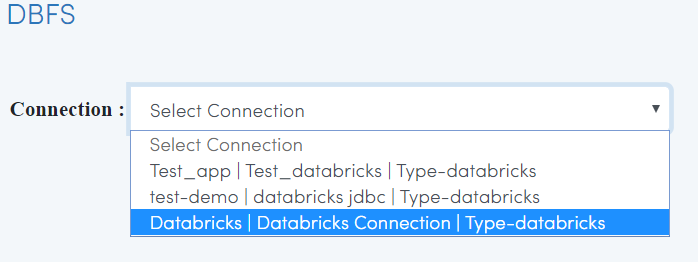 DBFS
Connection : Select Connection
Select Connection
Test_app | Test_databricks | Type-databricks
test-demo | databricks jdbc | Type-databricks
Databricks | Databricks Connection | Type-databricks